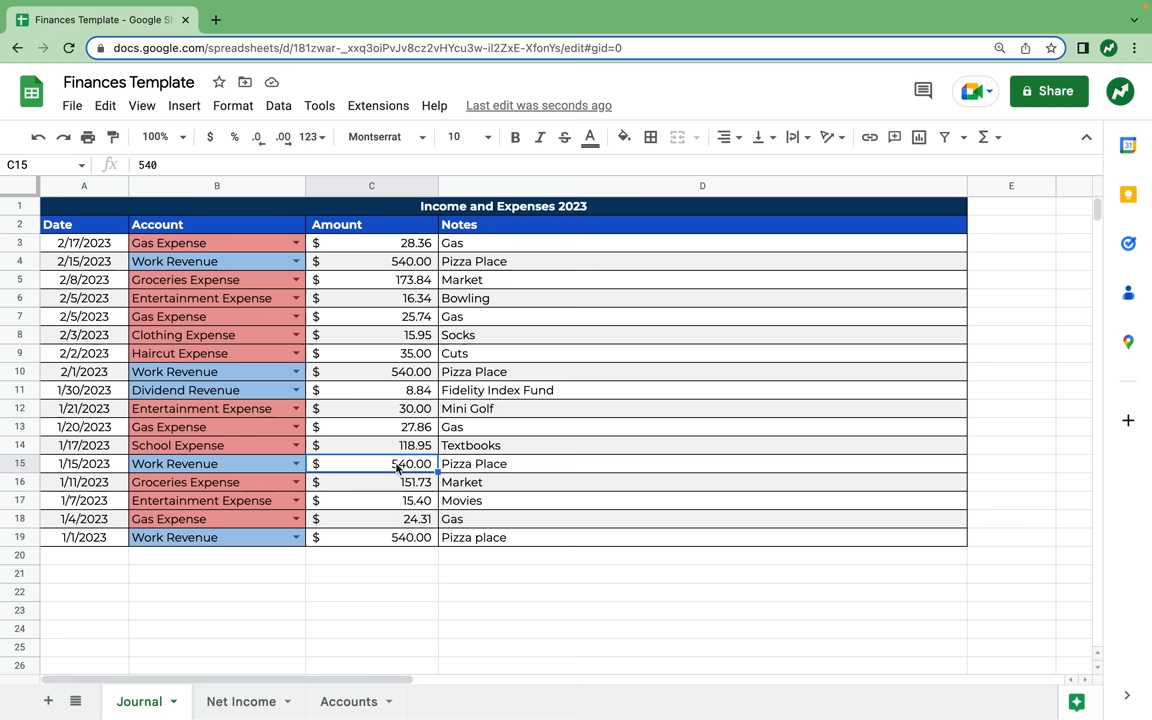 Finances Template - Google Sh
docs.google.com/spreadsheets/d/181zwar-_xxq3oiPvJv8cz2vHYcu3w-il2ZxE-XfonYs/edit#gid=0
Finances Template
File Edit View Insert Format Data Tools Extensions Help Last edit was seconds ago
Share
100% $ % .0 .00 123 Montserrat 10 B I S A
C15 fx 540
A B C D E
1 Income and Expenses 2023
2 Date Account Amount Notes
3 2/17/2023 Gas Expense $ 28.36 Gas
4 2/15/2023 Work Revenue $ 540.00 Pizza Place
5 2/8/2023 Groceries Expense $ 173.84 Market
6 2/5/2023 Entertainment Expense $ 16.34 Bowling
7 2/5/2023 Gas Expense $ 25.74 Gas
8 2/3/2023 Clothing Expense $ 15.95 Socks
9 2/2/2023 Haircut Expense $ 35.00 Cuts
10 2/1/2023 Work Revenue $ 540.00 Pizza Place
11 1/30/2023 Dividend Revenue $ 8.84 Fidelity Index Fund
12 1/21/2023 Entertainment Expense $ 30.00 Mini Golf
13 1/20/2023 Gas Expense $ 27.86 Gas
14 1/17/2023 School Expense $ 118.95 Textbooks
15 1/15/2023 Work Revenue $ 540.00 Pizza Place
16 1/11/2023 Groceries Expense $ 151.73 Market
17 1/7/2023 Entertainment Expense $ 15.40 Movies
18 1/4/2023 Gas Expense $ 24.31 Gas
19 1/1/2023 Work Revenue $ 540.00 Pizza place
20
21
22
23
24
25
26
Journal Net Income Accounts
31